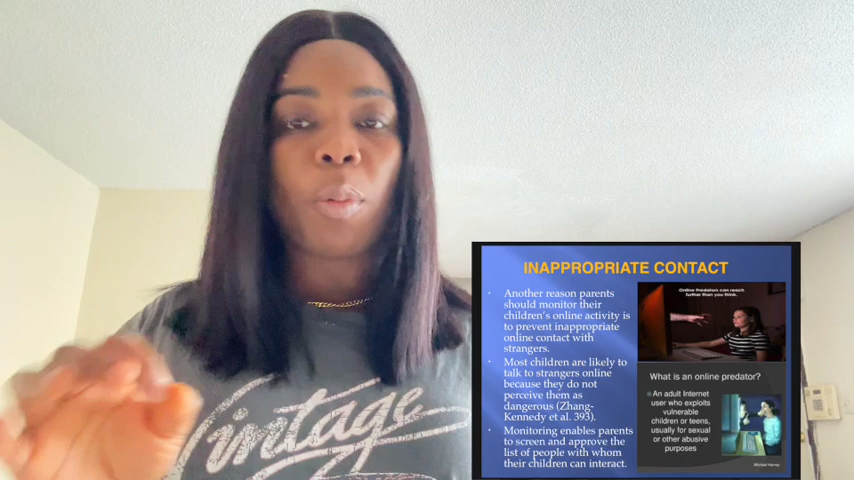 Vintage
INAPPROPRIATE CONTACT
• Another reason parents
should monitor their
children's online activity is
to prevent inappropriate
online contact with
strangers.
• Most children are likely to
talk to strangers online
because they do not
perceive them as
dangerous (Zhang-
Kennedy et al. 393).
• Monitoring enables parents
to screen and approve the
list of people with whom
their children can interact.
Online Predators can reach
further than you think.
What is an online predator?
An adult Internet
user who exploits
vulnerable
children or teens,
usually for sexual
or other abusive
purposes
Michael Harvey